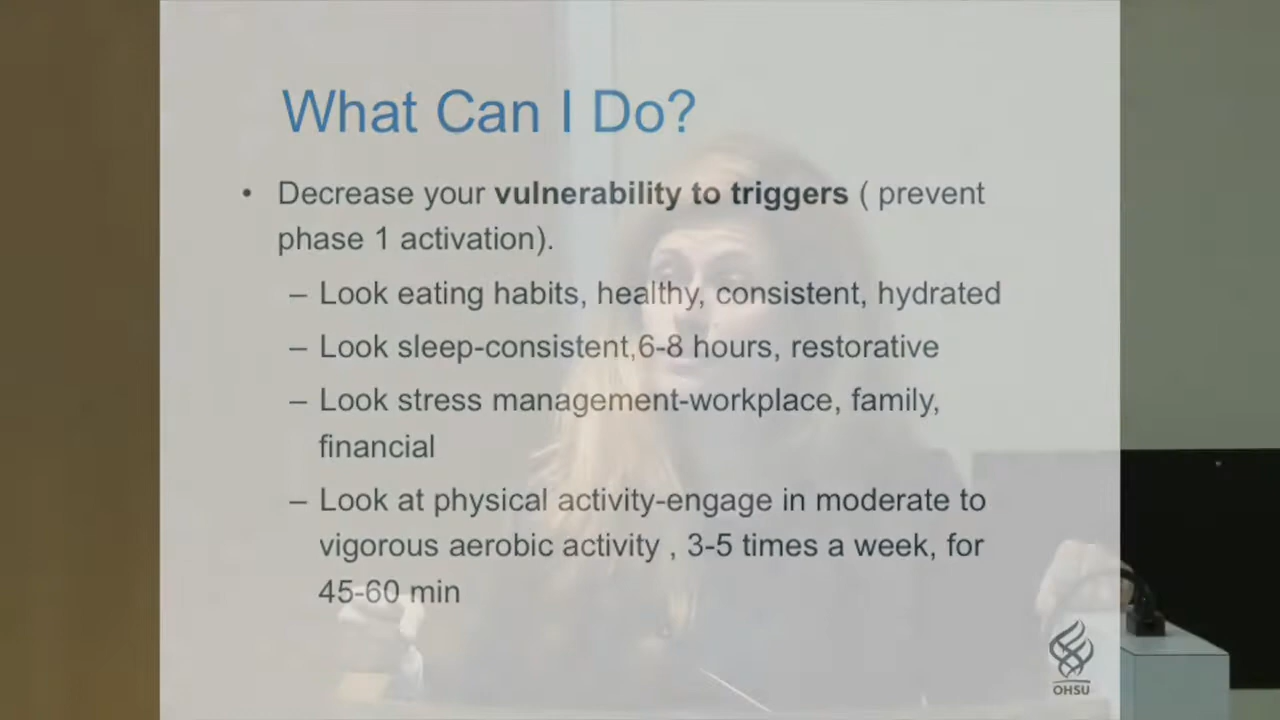 What Can I Do?
• Decrease your vulnerability to triggers ( prevent
phase 1 activation).
– Look eating habits, healthy, consistent, hydrated
– Look sleep-consistent,6-8 hours, restorative
– Look stress management-workplace, family,
financial
– Look at physical activity-engage in moderate to
vigorous aerobic activity , 3-5 times a week, for
45-60 min
OHSU